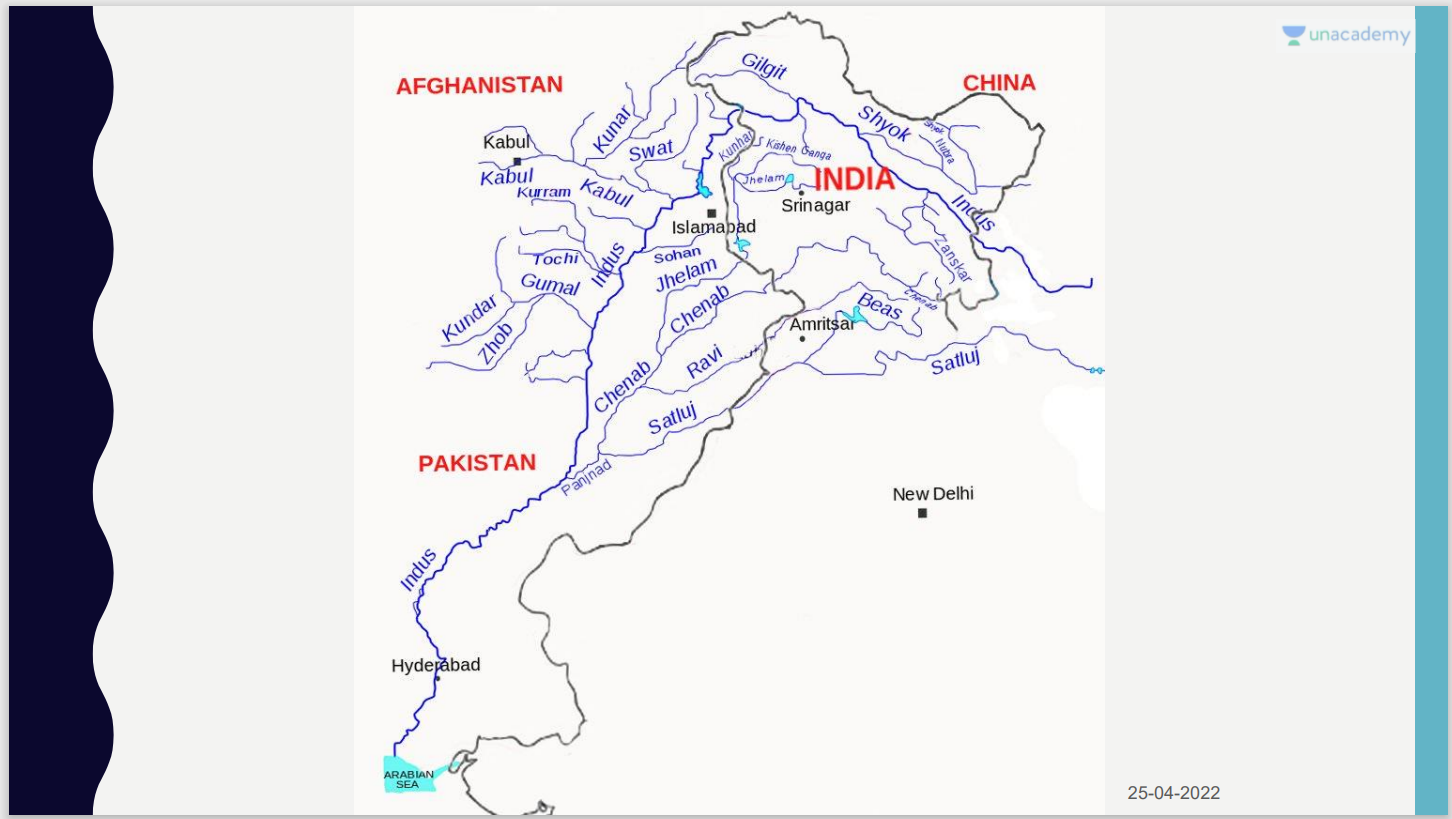 unacademy
AFGHANISTAN
CHINA
Gilgit
Shyok
Shyok
Nubra
Kunar
Kabul
Swat
Kunhar
Kishen Ganga
Kabul
Kurram
Kabul
Jhelam
INDIA
Srinagar
Islamabad
Indus
Zanskar
Tochi
Indus
Sohan
Jhelam
Gumal
Chenab
Chenab
Beas
Kundar
Zhob
Amritsar
Ravi
Satluj
Chenab
Satluj
PAKISTAN
Panjnad
New Delhi
Indus
Hyderabad
ARABIAN
SEA
25-04-2022